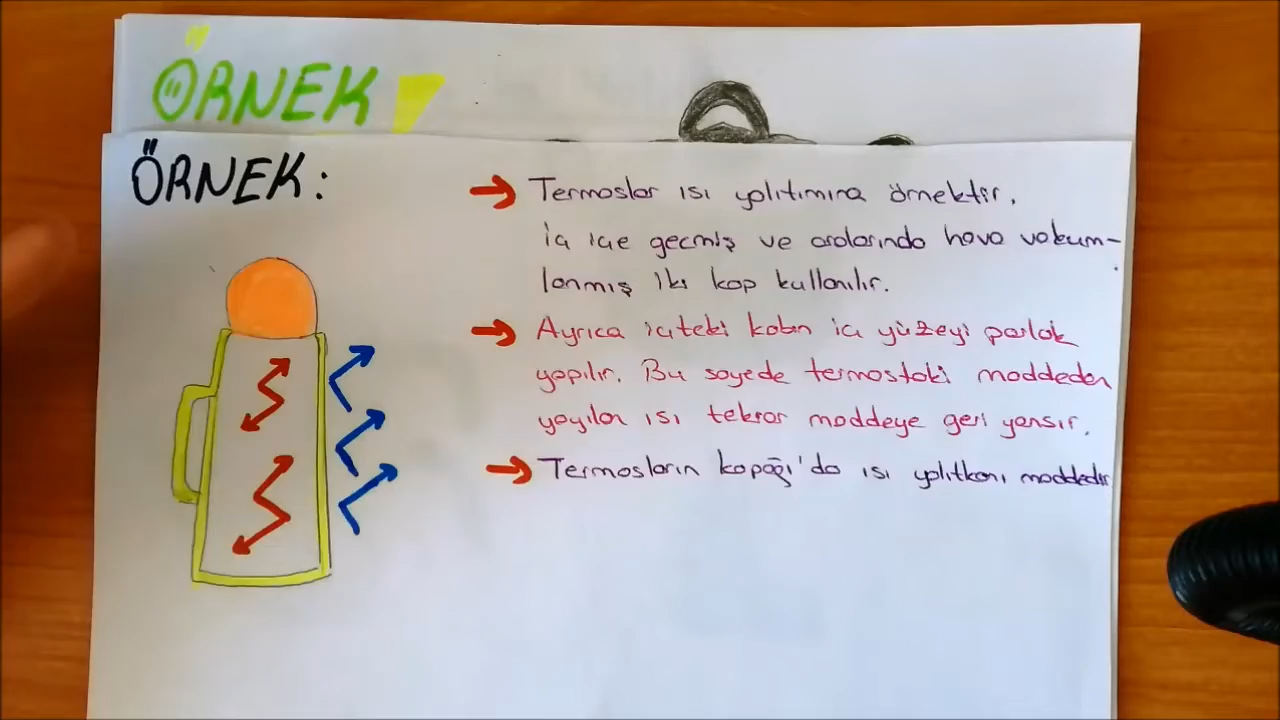 ÖRNEK
ÖRNEK:
→ Termoslar ısı yalıtımına örnektir.
İç içe geçmiş ve aralarında hava vakum-
lanmış iki kap kullanılır.
→ Ayrıca içteki kabın iç yüzeyi parlak
yapılır. Bu sayede termostaki maddeden
yayılan ısı tekrar maddeye geri yansır.
→ Termosların kapağı'da ısı yalıtkanı maddedir